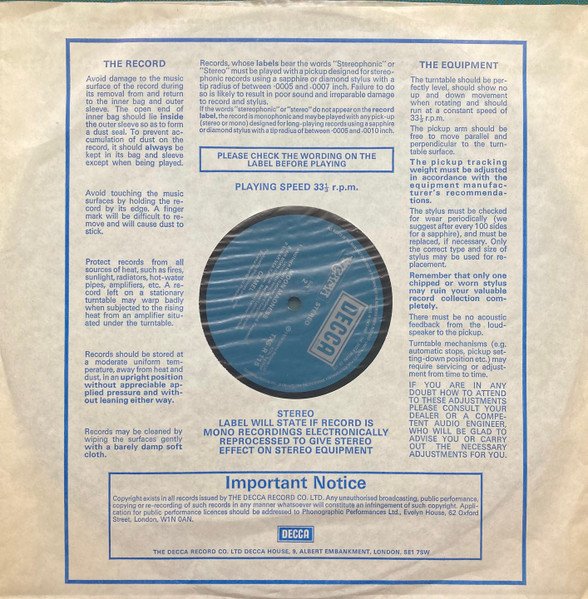 THE RECORD
Avoid damage to the music
surface of the record during
its removal from and return
to the inner bag and outer
sleeve. The open end of
inner bag should lie inside
the outer sleeve so as to form
a dust seal. To prevent ac-
cumulation of dust on the
record, it should always be
kept in its bag and sleeve
except when being played.
Avoid touching the music
surfaces by holding the re-
cord by its edge. A finger
mark will be difficult to re-
move and will cause dust to
stick.
Protect records from all
sources of heat, such as fires,
sunlight, radiators, hot-water
pipes, amplifiers, etc. A re-
cord left on a stationary
turntable may warp badly
when subjected to the rising
heat from an amplifier situ-
ated under the turntable.
Records should be stored at
a moderate uniform tem-
perature, away from heat and
dust, in an upright position
without appreciable ap-
plied pressure and with-
out leaning either way.
Records may be cleaned by
wiping the surfaces gently
with a barely damp soft
cloth.
Records, whose labels bear the words "Stereophonic" or
"Stereo" must be played with a pickup designed for stereo-
phonic records using a sapphire or diamond stylus with a
tip radius of between ·0005 and ·0007 inch. Failure to do
so is likely to result in poor sound and irreparable damage
to record and stylus.
If the words "stereophonic" or "stereo" do not appear on the record
label, the record is monophonic and may be played with any pick-up
(stereo or mono) designed for long-playing records using a sapphire
or diamond stylus with a tip radius of between ·0005 and ·0010 inch.
PLEASE CHECK THE WORDING ON THE
LABEL BEFORE PLAYING
PLAYING SPEED 33⅓ r.p.m.
DECCA
STEREO
LABEL WILL STATE IF RECORD IS
MONO RECORDINGS ELECTRONICALLY
REPROCESSED TO GIVE STEREO
EFFECT ON STEREO EQUIPMENT
THE EQUIPMENT
The turntable should be per-
fectly level, should show no
up and down movement
when rotating and should
run at a constant speed of
33⅓ r.p.m.
The pickup arm should be
free to move parallel and
perpendicular to the turn-
table surface.
The pickup tracking
weight must be adjusted
in accordance with the
equipment manufac-
turer's recommenda-
tions.
The stylus must be checked
for wear periodically (we
suggest after every 100 sides
for a sapphire), and must be
replaced, if necessary. Only
the correct type and size of
stylus may be used for re-
placement.
Remember that only one
chipped or worn stylus
may ruin your valuable
record collection com-
pletely.
There must be no acoustic
feedback from the loud-
speaker to the pickup.
Turntable mechanisms (e.g.
automatic stops, pickup set-
ting-down position etc.) may
require servicing or adjust-
ment from time to time.
IF YOU ARE IN ANY
DOUBT HOW TO ATTEND
TO THESE ADJUSTMENTS
PLEASE CONSULT YOUR
DEALER OR A COMPE-
TENT AUDIO ENGINEER,
WHO WILL BE GLAD TO
ADVISE YOU OR CARRY
OUT THE NECESSARY
ADJUSTMENTS FOR YOU.
Important Notice
Copyright exists in all records issued by THE DECCA RECORD CO. LTD. Any unauthorised broadcasting, public performance,
copying or re-recording of such records in any manner whatsoever will constitute an infringement of such copyright. Appli-
cation for public performance licences should be addressed to Phonographic Performances Ltd., Evelyn House, 62 Oxford
Street, London, W1N 0AN.
DECCA
THE DECCA RECORD CO. LTD DECCA HOUSE, 9, ALBERT EMBANKMENT, LONDON, SE1 7SW